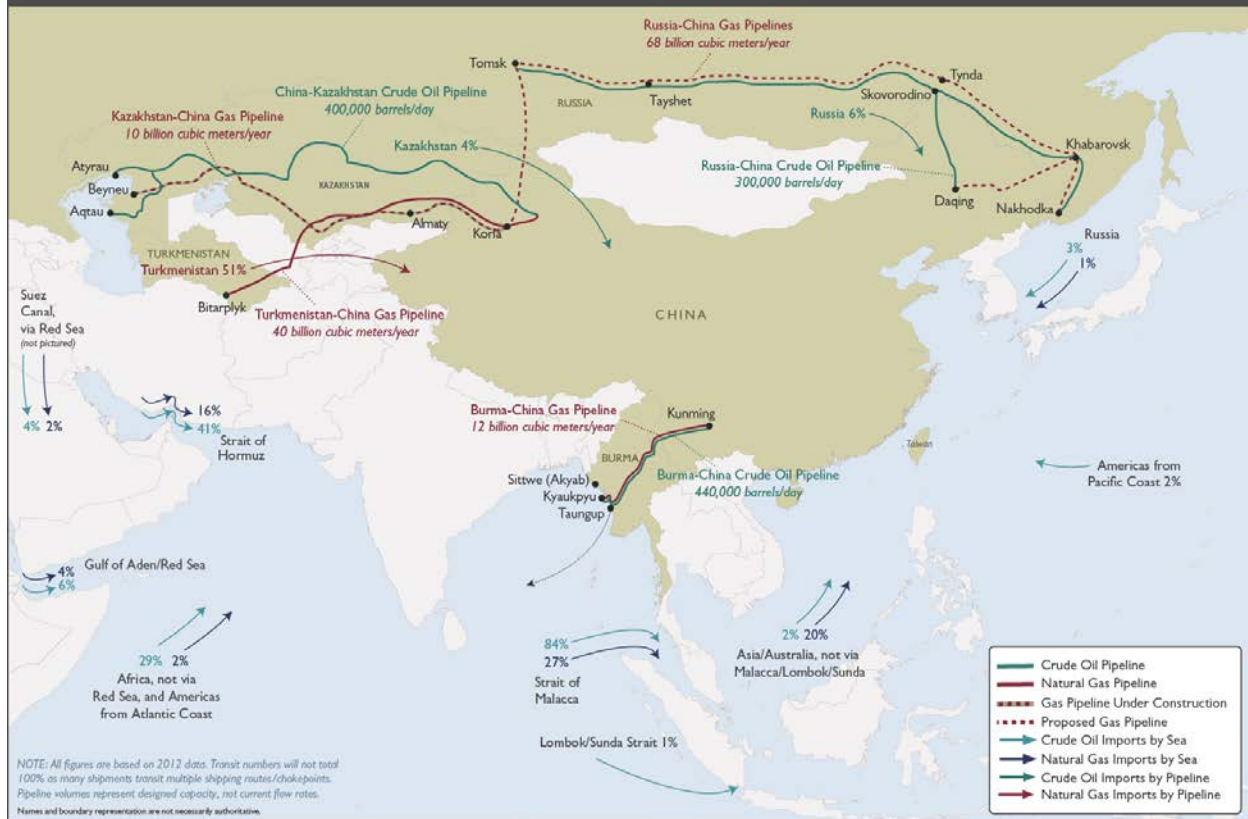 Russia-China Gas Pipelines
68 billion cubic meters/year
Tomsk
Tynda
China-Kazakhstan Crude Oil Pipeline
400,000 barrels/day
Tayshet
Skovorodino
RUSSIA
Kazakhstan-China Gas Pipeline
10 billion cubic meters/year
Russia 6%
Kazakhstan 4%
Khabarovsk
Atyrau
Russia-China Crude Oil Pipeline
300,000 barrels/day
Beyneu
KAZAKHSTAN
Daqing
Aqtau
Almaty
Korla
Nakhodka
TURKMENISTAN
Turkmenistan 51%
Russia
3%
1%
Suez
Canal,
via Red Sea
(not pictured)
Bitarplyk
Turkmenistan-China Gas Pipeline
40 billion cubic meters/year
CHINA
4% 2%
16%
41%
Strait of
Hormuz
Burma-China Gas Pipeline
12 billion cubic meters/year
Kunming
Taiwan
BURMA
Sittwe (Akyab)
Kyaukpyu
Taungup
Burma-China Crude Oil Pipeline
440,000 barrels/day
Americas from
Pacific Coast 2%
4%
6%
Gulf of Aden/Red Sea
29% 2%
Africa, not via
Red Sea, and Americas
from Atlantic Coast
84%
27%
Strait of
Malacca
2% 20%
Asia/Australia, not via
Malacca/Lombok/Sunda
Lombok/Sunda Strait 1%
Crude Oil Pipeline
Natural Gas Pipeline
Gas Pipeline Under Construction
Proposed Gas Pipeline
Crude Oil Imports by Sea
Natural Gas Imports by Sea
Crude Oil Imports by Pipeline
Natural Gas Imports by Pipeline
NOTE: All figures are based on 2012 data. Transit numbers will not total
100% as many shipments transit multiple shipping routes/chokepoints.
Pipeline volumes represent designed capacity, not current flow rates.
Names and boundary representation are not necessarily authoritative.